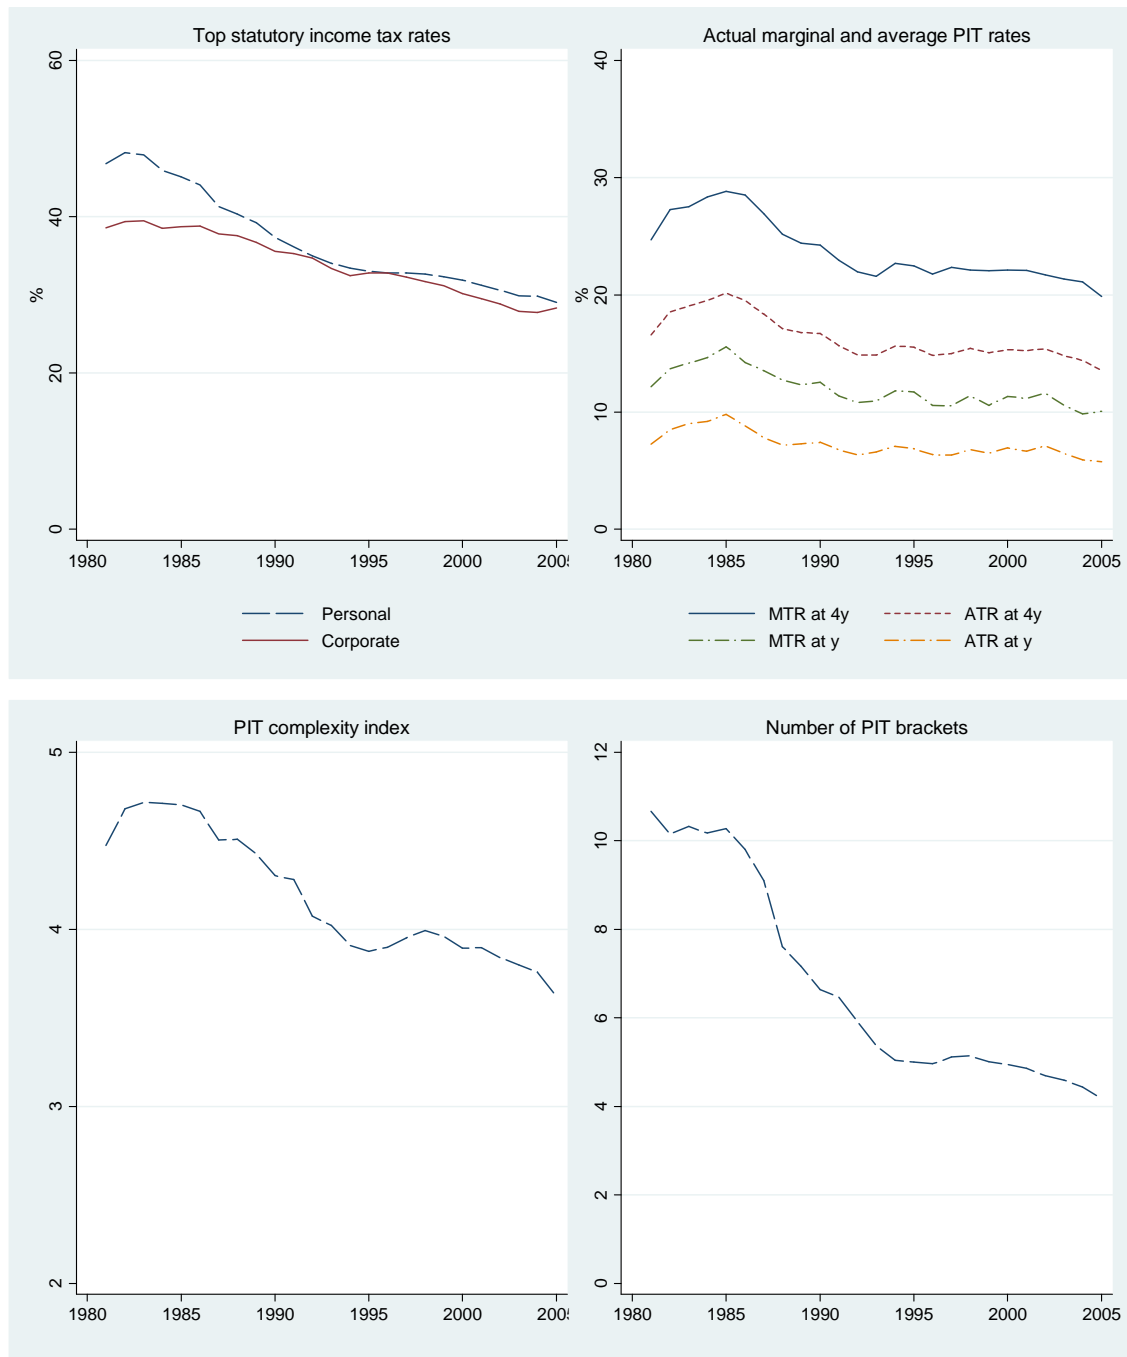 Top statutory income tax rates
60
40
20
0
%
1980 1985 1990 1995 2000 2005
Personal
Corporate
Actual marginal and average PIT rates
40
30
20
10
0
%
1980 1985 1990 1995 2000 2005
MTR at 4y ATR at 4y
MTR at y ATR at y
PIT complexity index
5
4
3
2
1980 1985 1990 1995 2000 2005
Number of PIT brackets
12
10
8
6
4
2
0
1980 1985 1990 1995 2000 2005